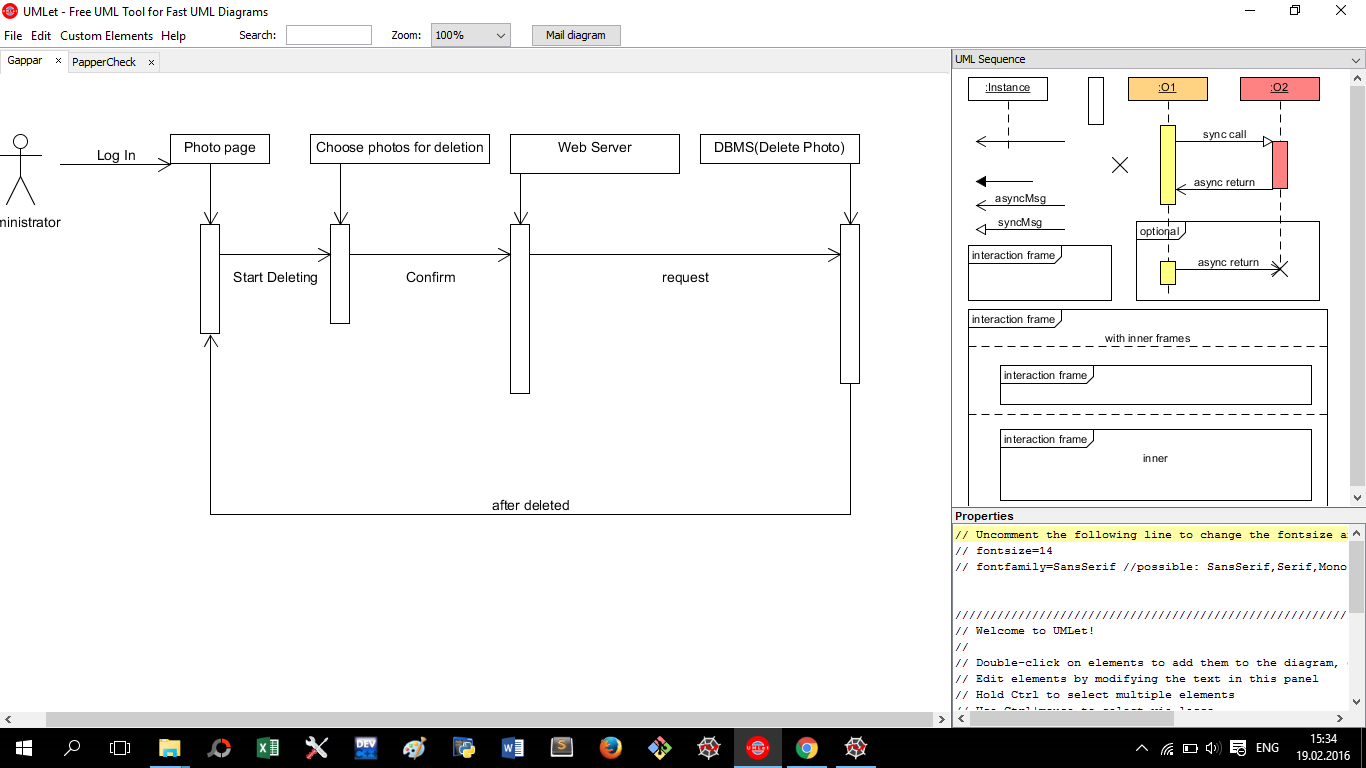 UMLet - Free UML Tool for Fast UML Diagrams
File Edit Custom Elements Help Search: Zoom: 100% Mail diagram
Gappar × PapperCheck ×
Photo page
Choose photos for deletion
Web Server
DBMS(Delete Photo)
Log In
ministrator
Start Deleting
Confirm
request
after deleted
UML Sequence
:Instance
:O1
:O2
sync call
async return
asyncMsg
syncMsg
optional
async return
interaction frame
interaction frame
with inner frames
interaction frame
interaction frame
inner
Properties
// Uncomment the following line to change the fontsize a
// fontsize=14
// fontfamily=SansSerif //possible: SansSerif,Serif,Mono
////////////////////////////////////////////////////////
// Welcome to UMLet!
//
// Double-click on elements to add them to the diagram,
// Edit elements by modifying the text in this panel
// Hold Ctrl to select multiple elements
DEV
UMLET
ENG
15:34
19.02.2016